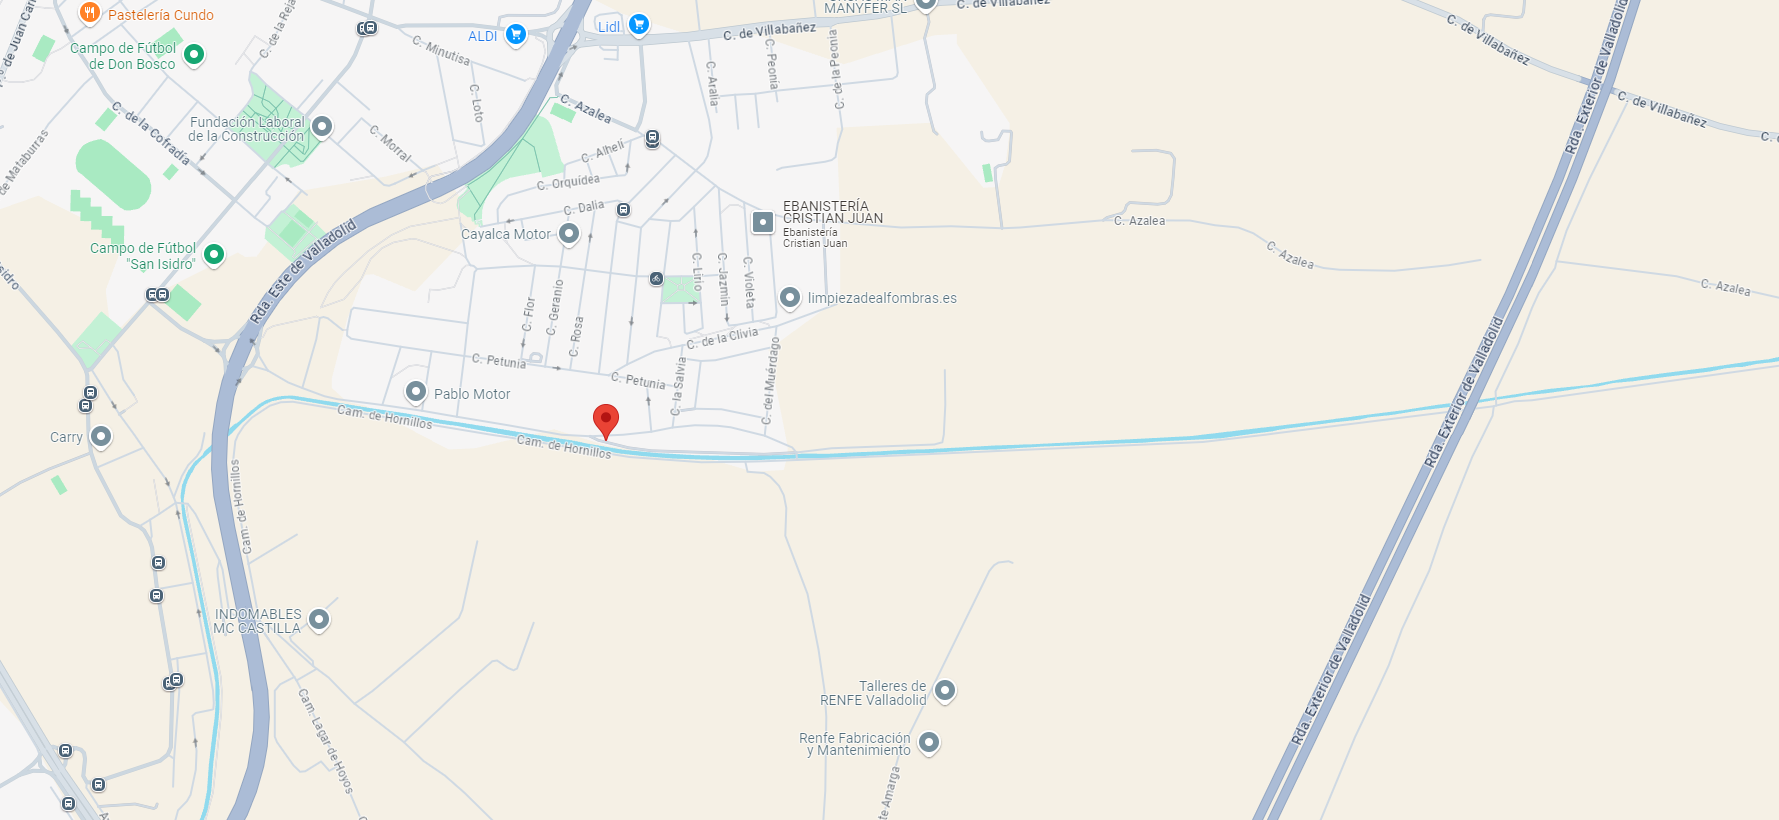 Pastelería Cundo
C. de la Reja
MANYFER SL
C. de Villabañez
Lidl
ALDI
C. de Villabañez
C. de Villabañez
C. de Villabañez
de Juan Car
Campo de Fútbol
de Don Bosco
C. Minutisa
C. Loto
C. Aralia
C. Peonía
C. de la Peonía
Rda. Exterior de Valladolid
C. Azalea
C. de la Cofradía
Fundación Laboral
de la Construcción
C. Morral
C. Alhelí
C. Orquídea
C. Dalia
de Mataburras
EBANISTERÍA
CRISTIAN JUAN
Ebanistería
Cristian Juan
Cayalca Motor
C. Azalea
C. Azalea
C. Azalea
Campo de Fútbol
"San Isidro"
Isidro
Rda. Este de Valladolid
C. Lirio
C. Jazmín
C. Violeta
limpiezadealfombras.es
C. Flor
C. Geranio
C. Rosa
C. de la Clivia
C. Petunia
C. Petunia
C. la Salvia
C. del Muérdago
Rda. Exterior de Valladolid
Pablo Motor
Cam. de Hornillos
Cam. de Hornillos
Carry
Cam. de Hornillos
INDOMABLES
MC CASTILLA
Cam. Lagar de Hoyos
Talleres de
RENFE Valladolid
Renfe Fabricación
y Mantenimiento
te Amarga
Rda. Exterior de Valladolid